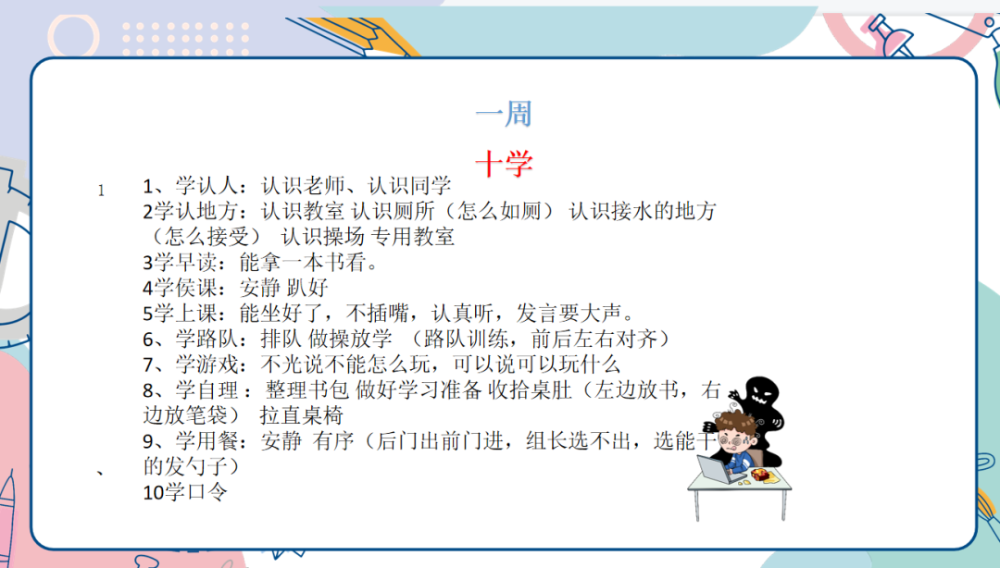 一周
十学
1
1、学认人：认识老师、认识同学
2学认地方：认识教室 认识厕所（怎么如厕） 认识接水的地方
（怎么接受） 认识操场 专用教室
3学早读：能拿一本书看。
4学侯课：安静 趴好
5学上课：能坐好了，不插嘴，认真听，发言要大声。
6、学路队：排队 做操放学 （路队训练，前后左右对齐）
7、学游戏：不光说不能怎么玩，可以说可以玩什么
8、学自理：整理书包 做好学习准备 收拾桌肚（左边放书，右
边放笔袋） 拉直桌椅
9、学用餐：安静 有序（后门出前门进，组长选不出，选能干
、
的发勺子）
10学口令